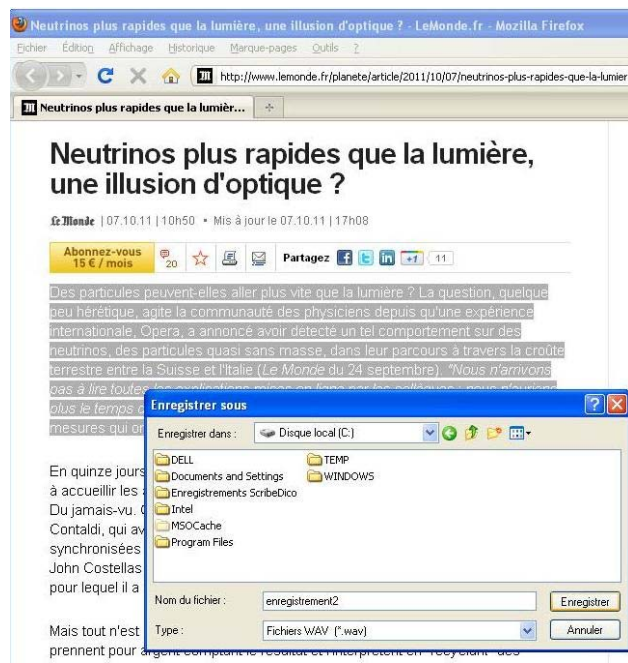 Neutrinos plus rapides que la lumière, une illusion d'optique ? - LeMonde.fr - Mozilla Firefox
Fichier Édition Affichage Historique Marque-pages Outils ?
http://www.lemonde.fr/planete/article/2011/10/07/neutrinos-plus-rapides-que-la-lumier
Neutrinos plus rapides que la lumièr...
Neutrinos plus rapides que la lumière,
une illusion d'optique ?
Le Monde | 07.10.11 | 10h50 • Mis à jour le 07.10.11 | 17h08
Abonnez-vous
15 € / mois
20
Partagez
+1
11
Des particules peuvent-elles aller plus vite que la lumière ? La question, quelque
peu hérétique, agite la communauté des physiciens depuis qu'une expérience
internationale, Opera, a annoncé avoir detecté un tel comportement sur des
neutrinos, des particules quasi sans masse, dans leur parcours à travers la croûte
terrestre entre la Suisse et l'Italie (Le Monde du 24 septembre). "Nous n'arrivons
pas à lire toutes les explications mises en ligne par les collègues ; nous n'aurions
plus le temps
mesures qui
En quinze jours
à accueillir les
Du jamais-vu.
Contaldi, qui
synchronisées
John Costellas
pour lequel il a
Mais tout n'est
prennent pour argent comptant le résultat et l'interprètent en "recyclant" des
Enregistrer sous
Enregistrer dans :
Disque local (C:)
DELL
Documents and Settings
Enregistrements ScribeDico
Intel
MSOCache
Program Files
TEMP
WINDOWS
Nom du fichier :
enregistrement2
Enregistrer
Type :
Fichiers WAV (*.wav)
Annuler